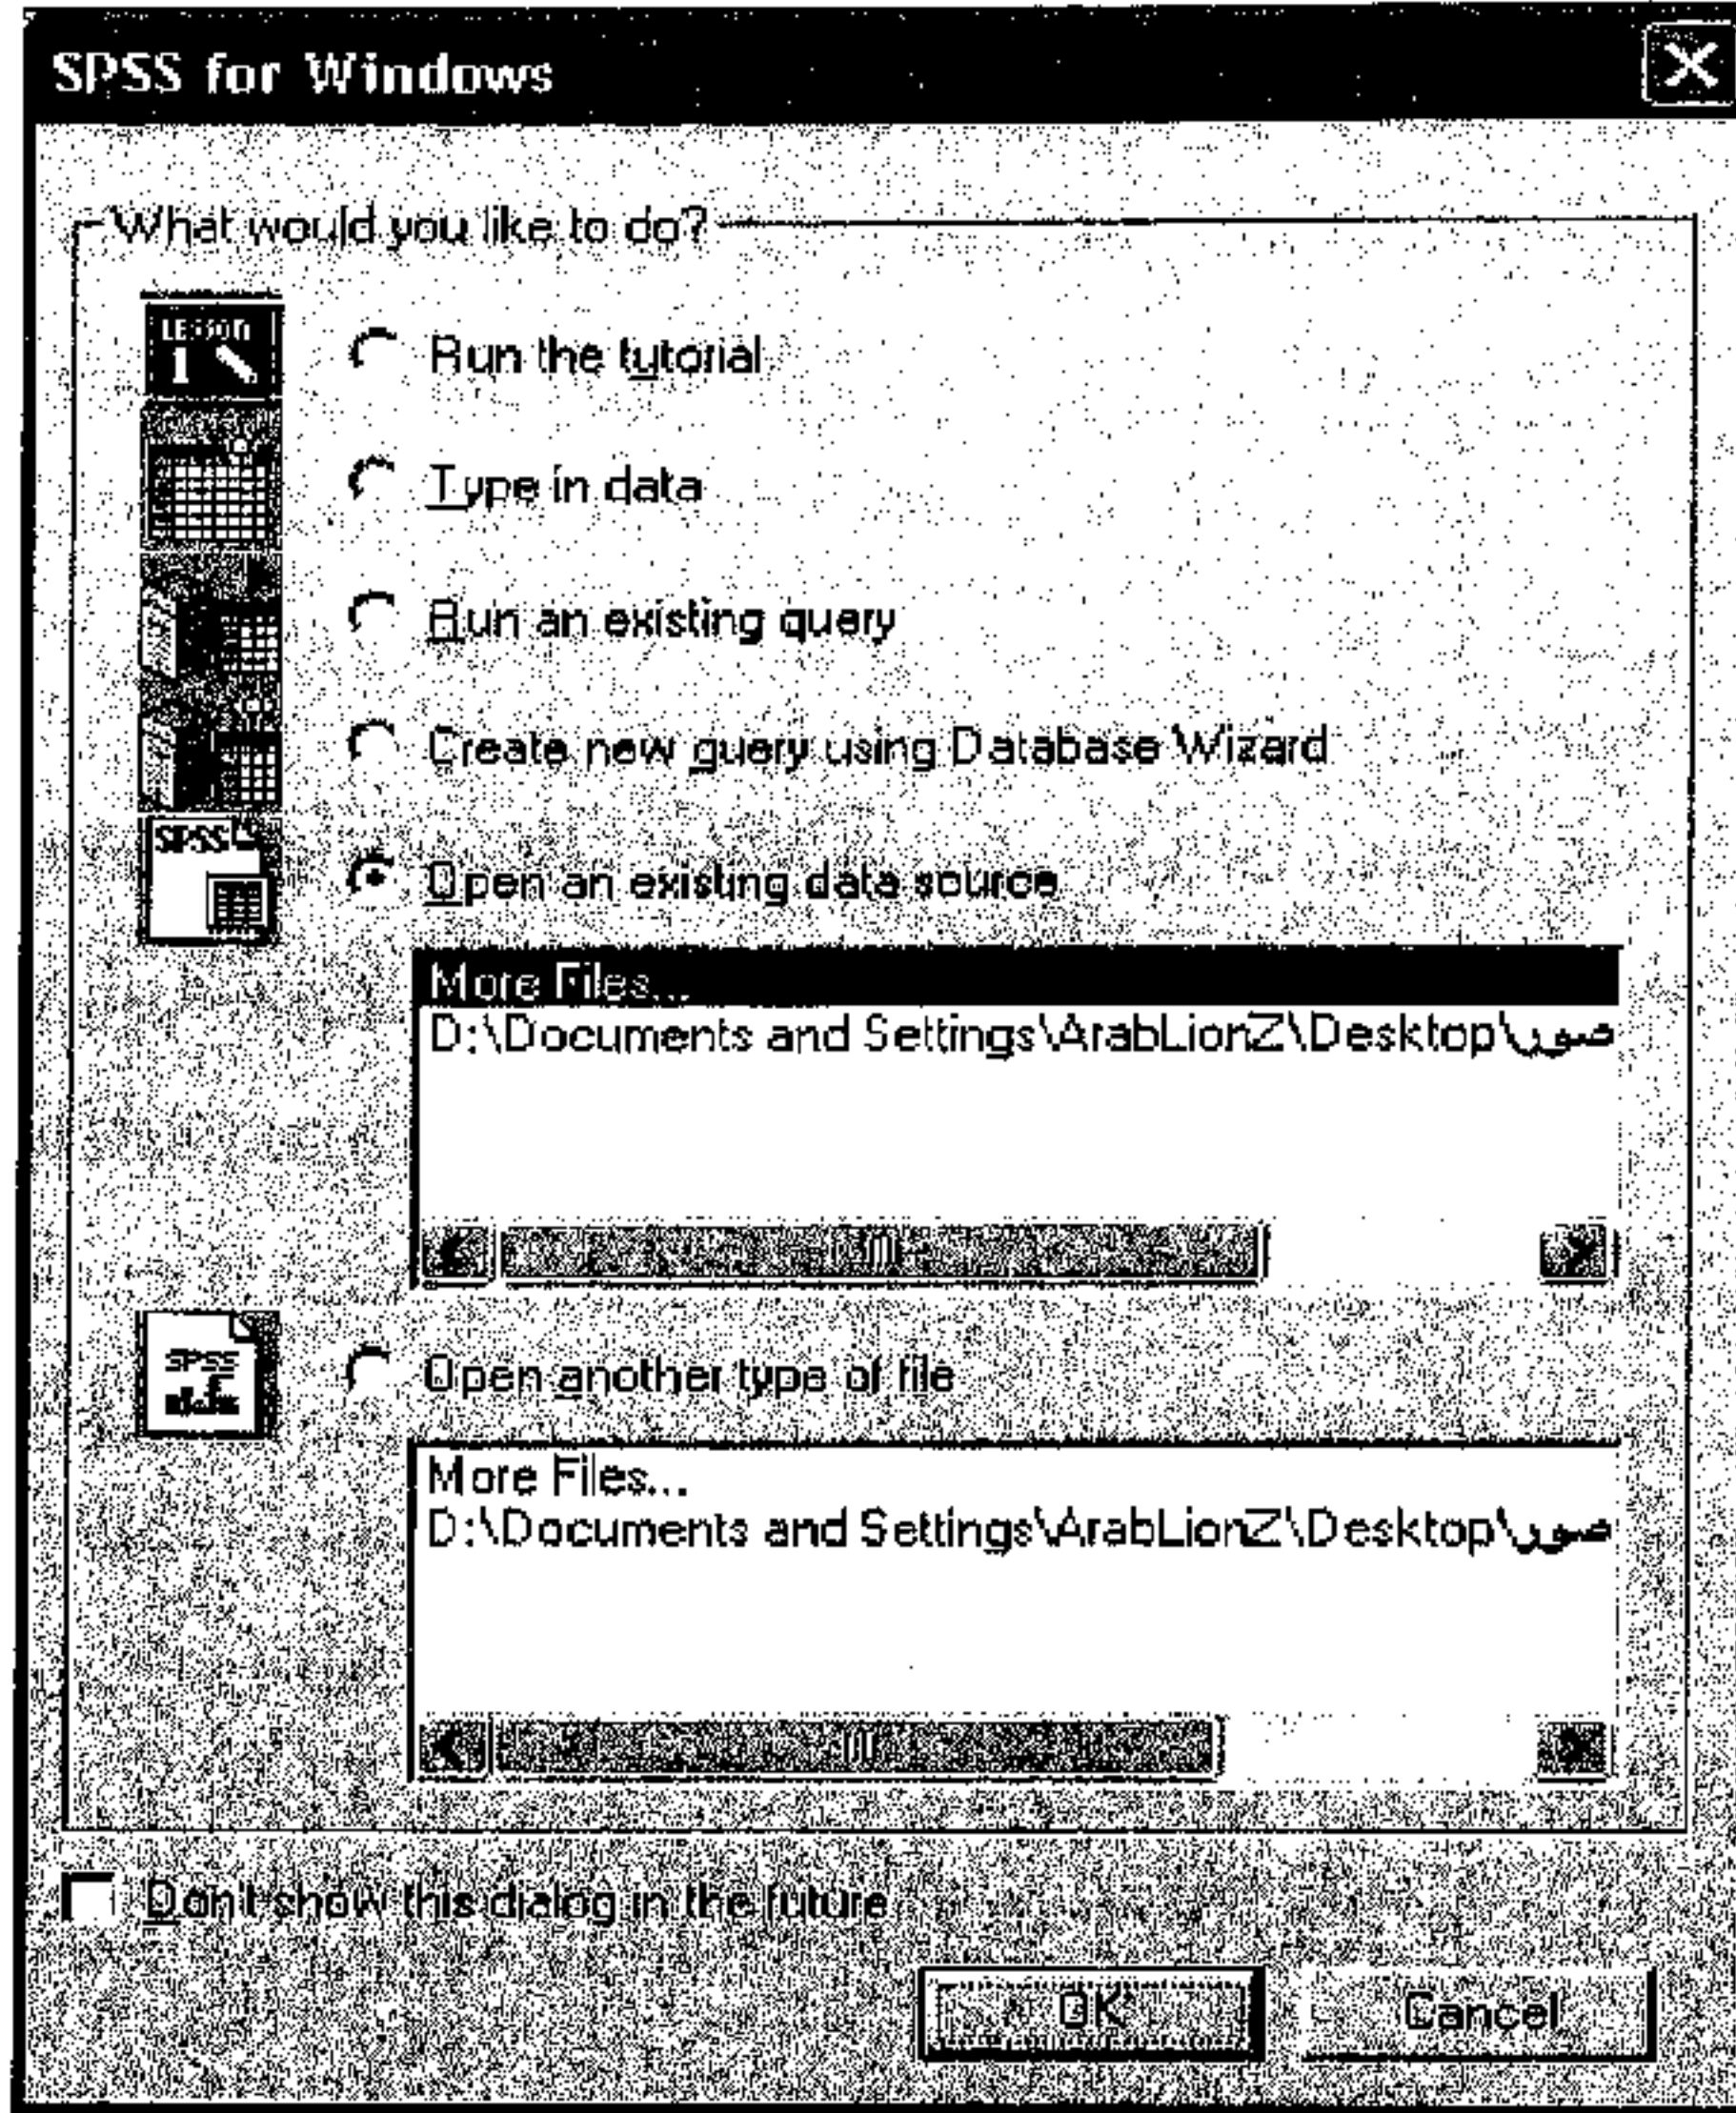 SPSS for Windows
What would you like to do?
LESSON
1
Run the tutorial
Type in data
Run an existing query
Create new query using Database Wizard
SPSS
Open an existing data source
More Files...
D:\Documents and Settings\ArabLionZ\Desktop\صور
SPSS
Open another type of file
More Files...
D:\Documents and Settings\ArabLionZ\Desktop\صور
Don't show this dialog in the future
OK
Cancel